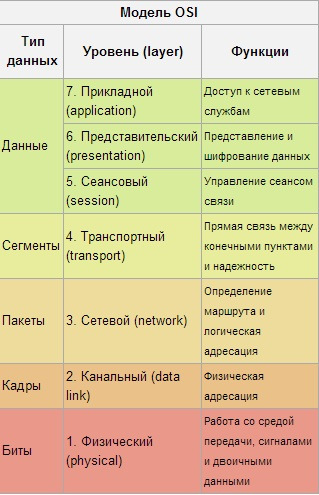 Модель OSI
Тип
данных
Уровень (layer)
Функции
Данные
7. Прикладной
(application)
Доступ к сетевым
службам
6. Представительский
(presentation)
Представление и
шифрование данных
5. Сеансовый
(session)
Управление сеансом
связи
Сегменты
4. Транспортный
(transport)
Прямая связь между
конечными пунктами
и надежность
Пакеты
3. Сетевой (network)
Определение
маршрута и
логическая
адресация
Кадры
2. Канальный (data
link)
Физическая
адресация
Биты
1. Физический
(physical)
Работа со средой
передачи, сигналами
и двоичными
данными